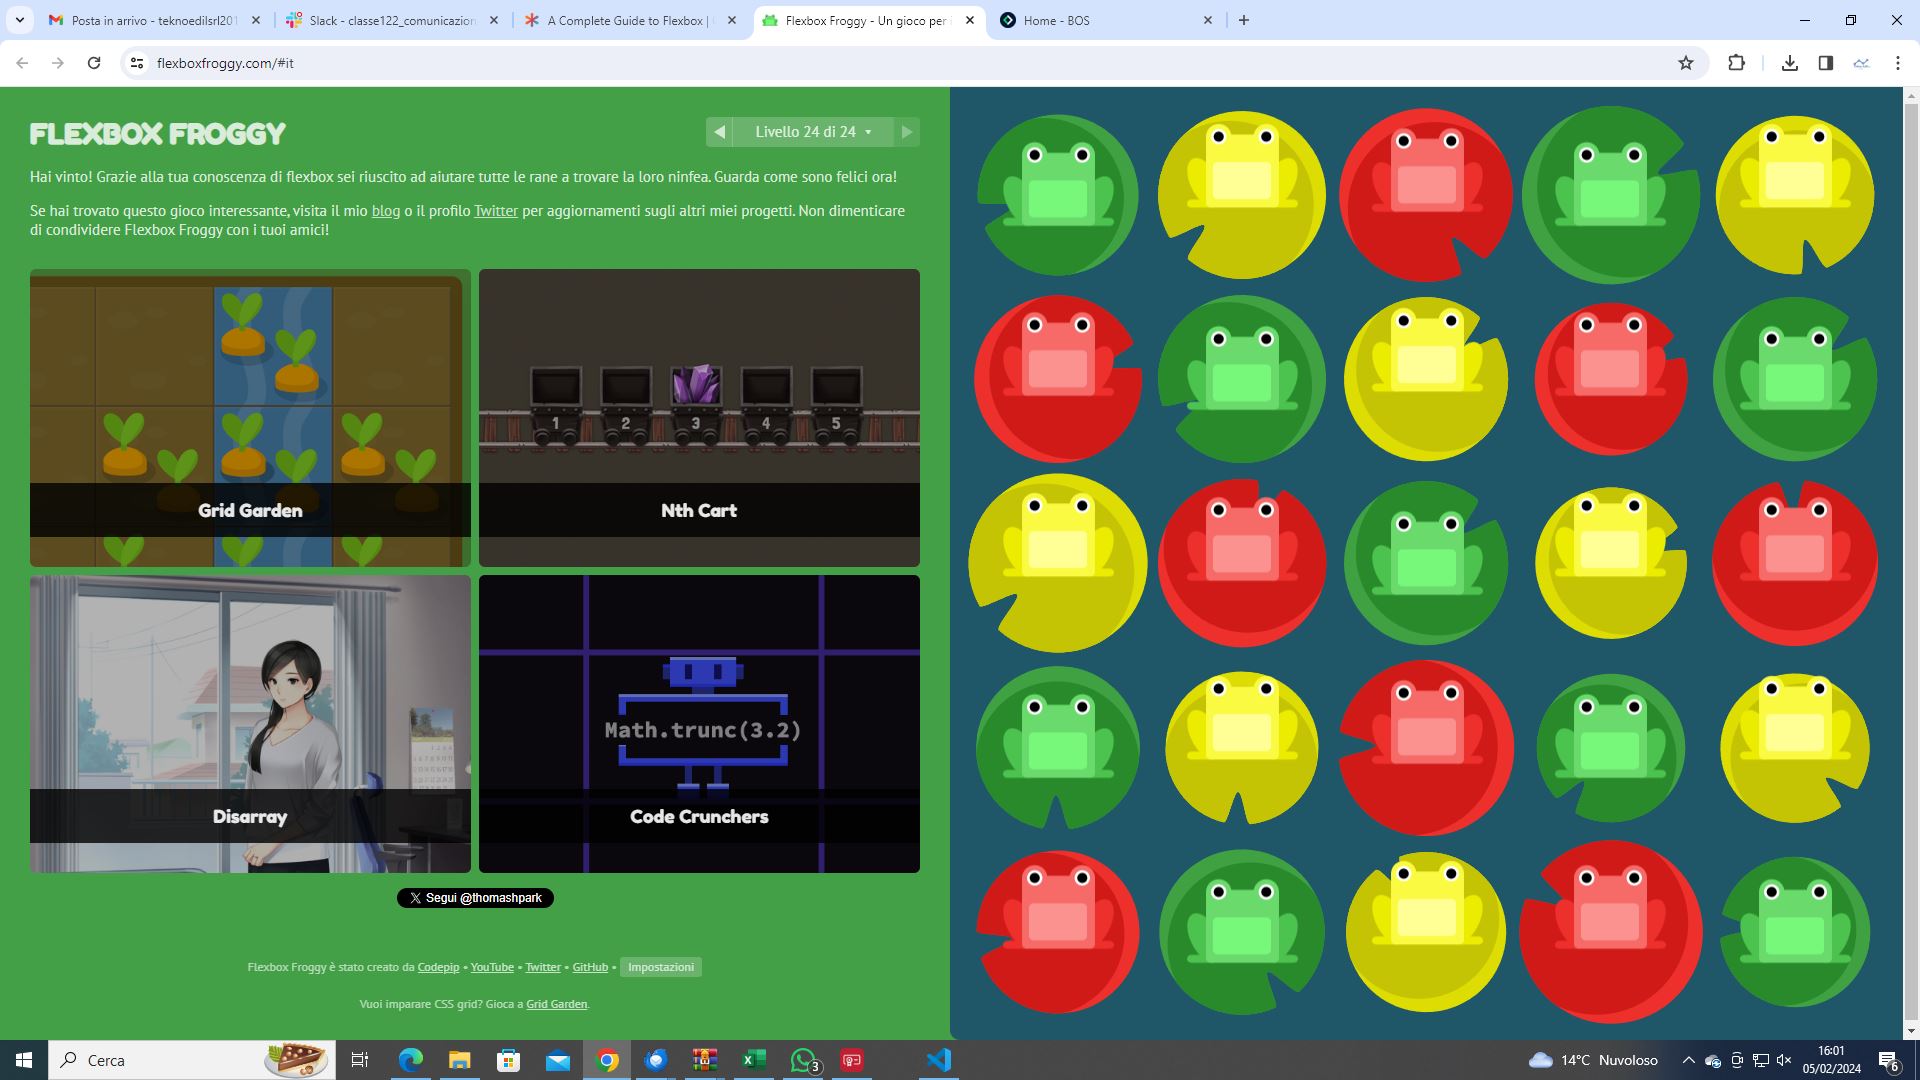 Posta in arrivo - teknoedilsrl201
Slack - classe122_comunicazion
A Complete Guide to Flexbox |
Flexbox Froggy - Un gioco per
Home - BOS
flexboxfroggy.com/#it
FLEXBOX FROGGY
Livello 24 di 24
Hai vinto! Grazie alla tua conoscenza di flexbox sei riuscito ad aiutare tutte le rane a trovare la loro ninfea. Guarda come sono felici ora!
Se hai trovato questo gioco interessante, visita il mio blog o il profilo Twitter per aggiornamenti sugli altri miei progetti. Non dimenticare
di condividere Flexbox Froggy con i tuoi amici!
1 2 3 4 5
Grid Garden
Nth Cart
Math.trunc(3.2)
Disarray
Code Crunchers
Segui @thomashpark
Flexbox Froggy è stato creato da Codepip • YouTube • Twitter • GitHub • Impostazioni
Vuoi imparare CSS grid? Gioca a Grid Garden.
Cerca
3
14°C Nuvoloso
16:01
05/02/2024
6